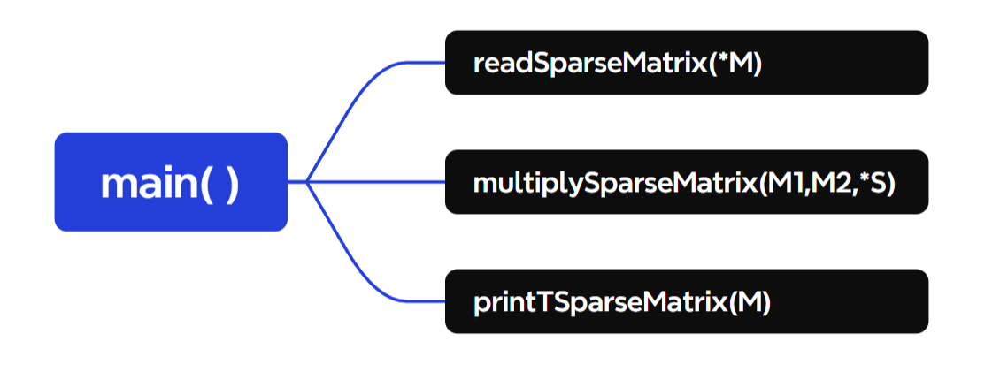 main( )
readSparseMatrix(*M)
multiplySparseMatrix(M1,M2,*S)
printTSparseMatrix(M)